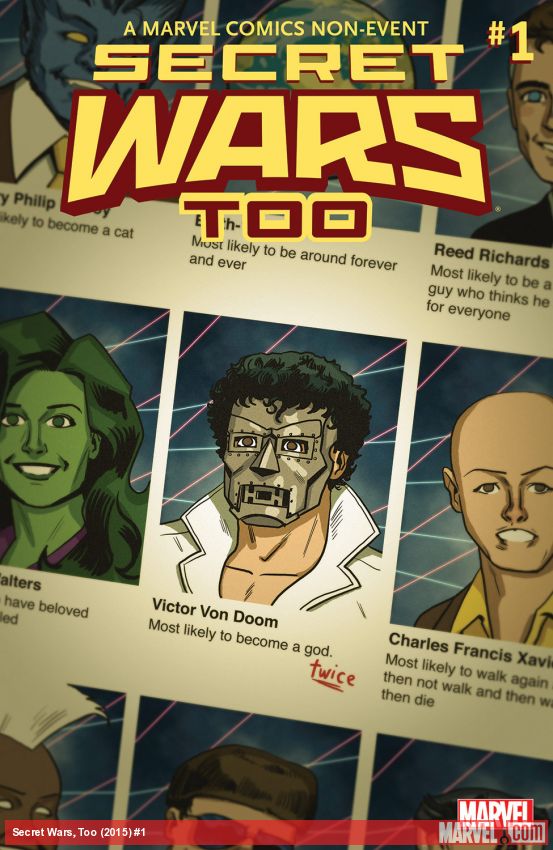 A MARVEL COMICS NON-EVENT
#1
SECRET
WARS
TOO
®
Philip
likely to become a cat
Most likely to be around forever
and ever
Reed Richards
Most likely to be a
guy who thinks he
for everyone
have beloved
Victor Von Doom
Most likely to become a god.
twice
Charles Francis Xavi
Most likely to walk again
then not walk and then wa
then die
MARVEL
MARVEL.com
Secret Wars, Too (2015) #1